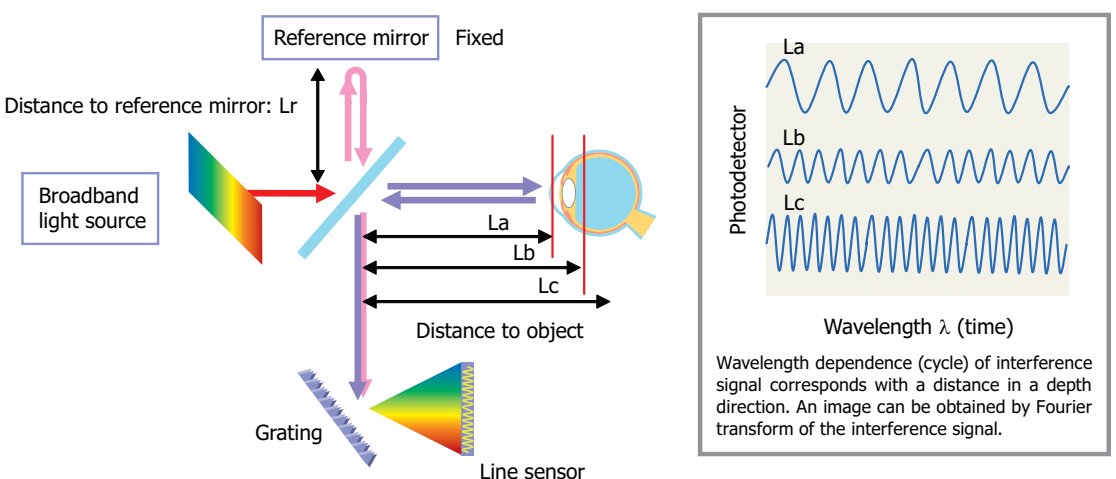 Reference mirror
Fixed
Distance to reference mirror: Lr
Broadband
light source
La
Lb
Lc
Distance to object
Grating
Line sensor
La
Lb
Lc
Photodetector
Wavelength λ (time)
Wavelength dependence (cycle) of interference
signal corresponds with a distance in a depth
direction. An image can be obtained by Fourier
transform of the interference signal.